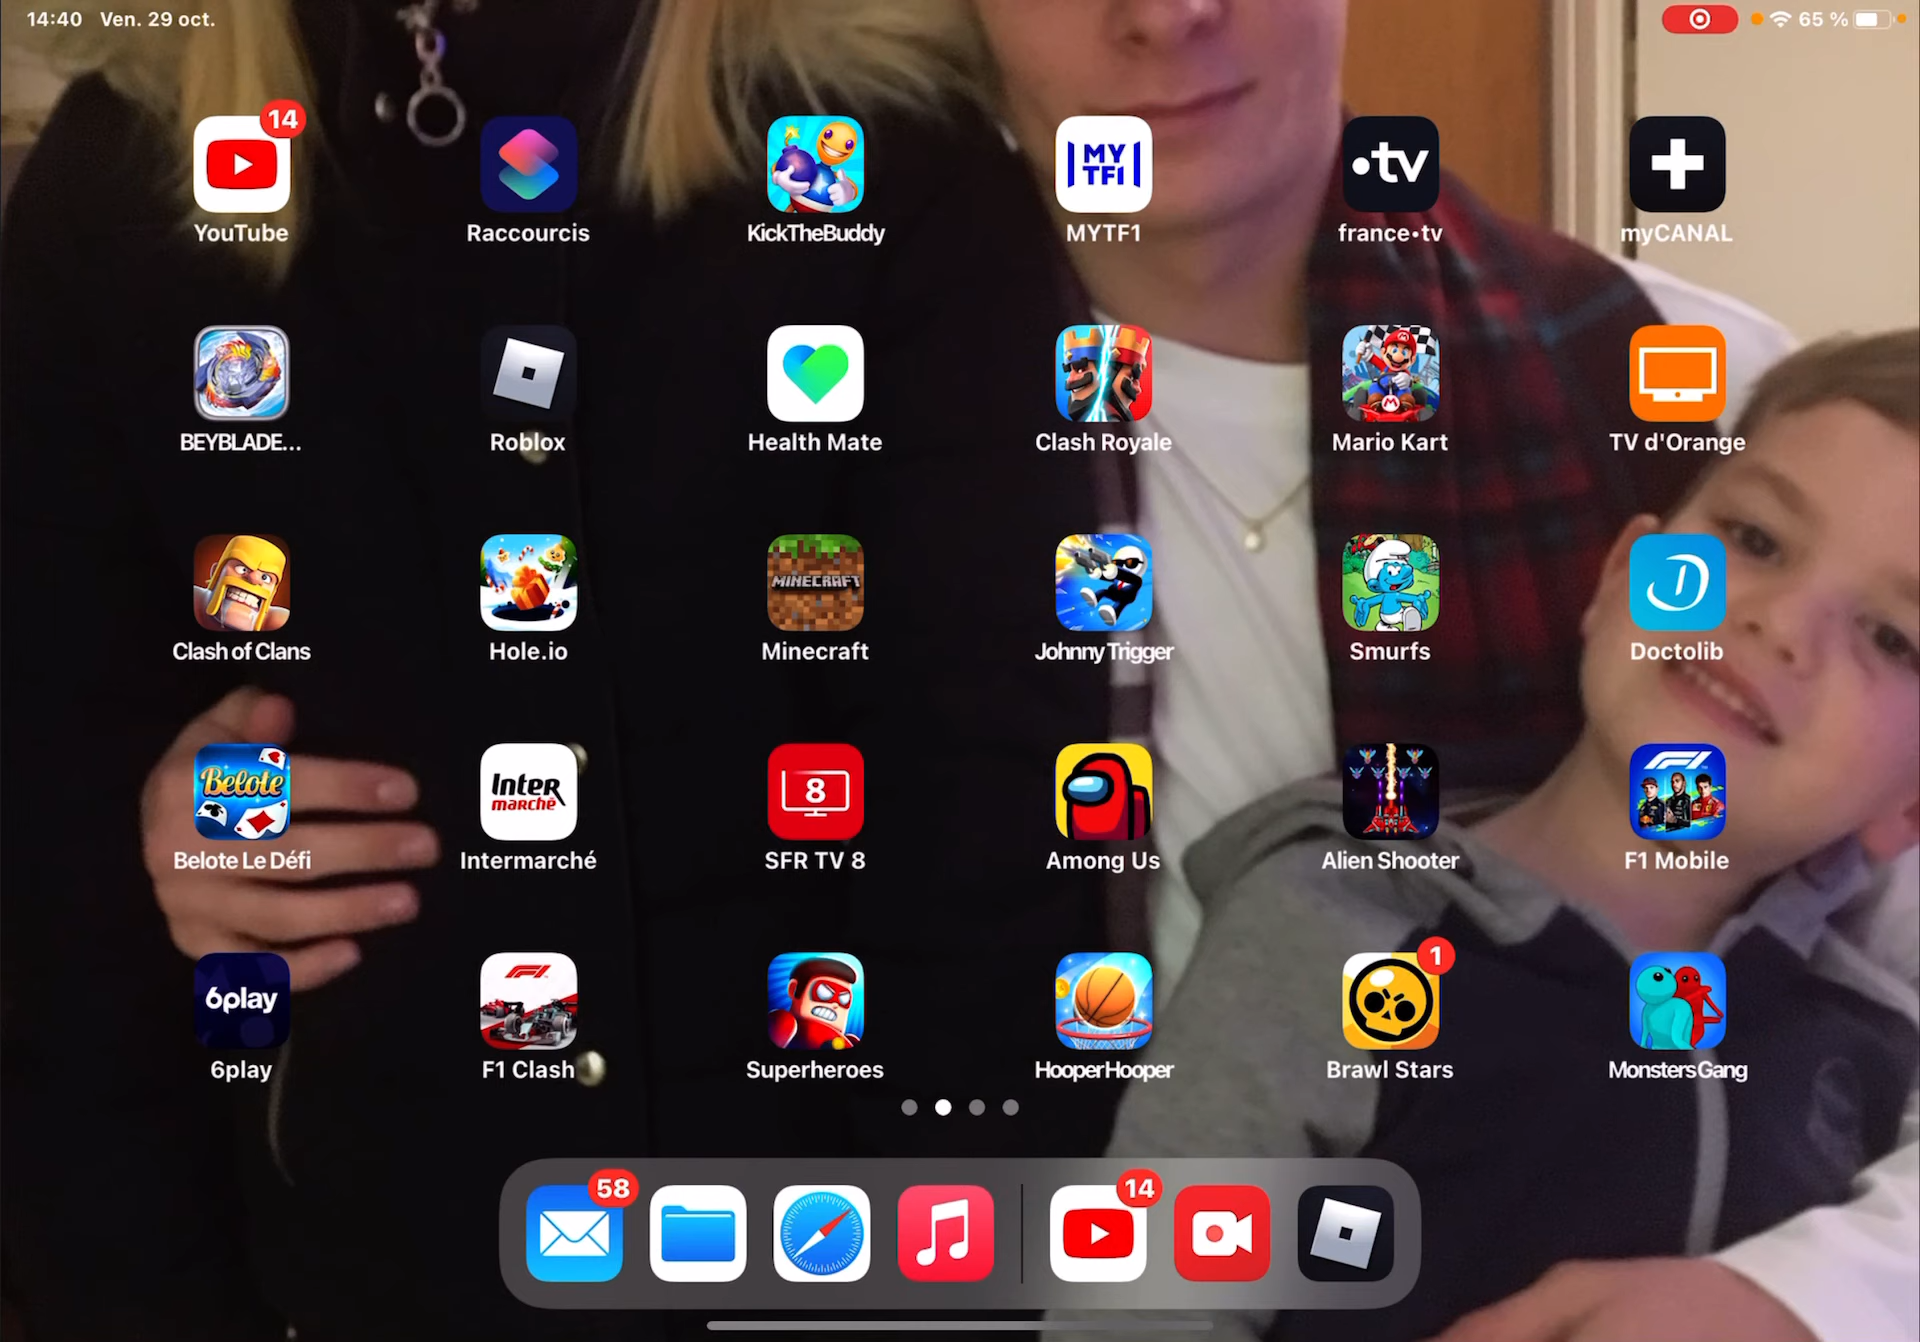 14:40 Ven. 29 oct.
65 %
14
YouTube
Raccourcis
KickTheBuddy
MY
TF1
MYTF1
•tv
france•tv
myCANAL
BEYBLADE...
Roblox
Health Mate
Clash Royale
Mario Kart
TV d'Orange
Clash of Clans
Hole.io
MINECRAFT
Minecraft
Johnny Trigger
Smurfs
Doctolib
Belote
Belote Le Défi
Inter
marché
Intermarché
8
SFR TV 8
Among Us
Alien Shooter
F1
F1 Mobile
6play
6play
F1
F1 Clash
Superheroes
HooperHooper
1
Brawl Stars
MonstersGang
58
14